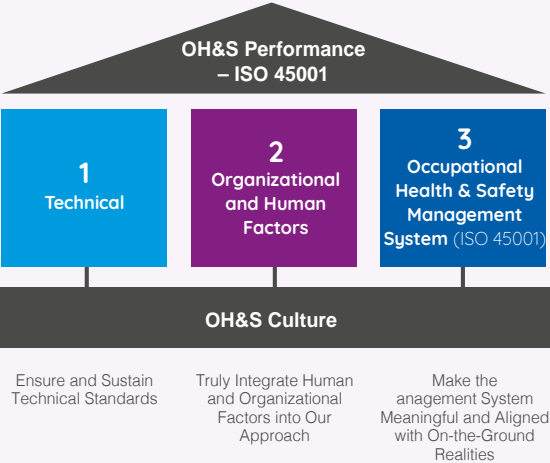 OH&S Performance
– ISO 45001
1
Technical
2
Organizational
and Human
Factors
3
Occupational
Health & Safety
Management
System (ISO 45001)
OH&S Culture
Ensure and Sustain
Technical Standards
Truly Integrate Human
and Organizational
Factors into Our
Approach
Make the
anagement System
Meaningful and Aligned
with On-the-Ground
Realities